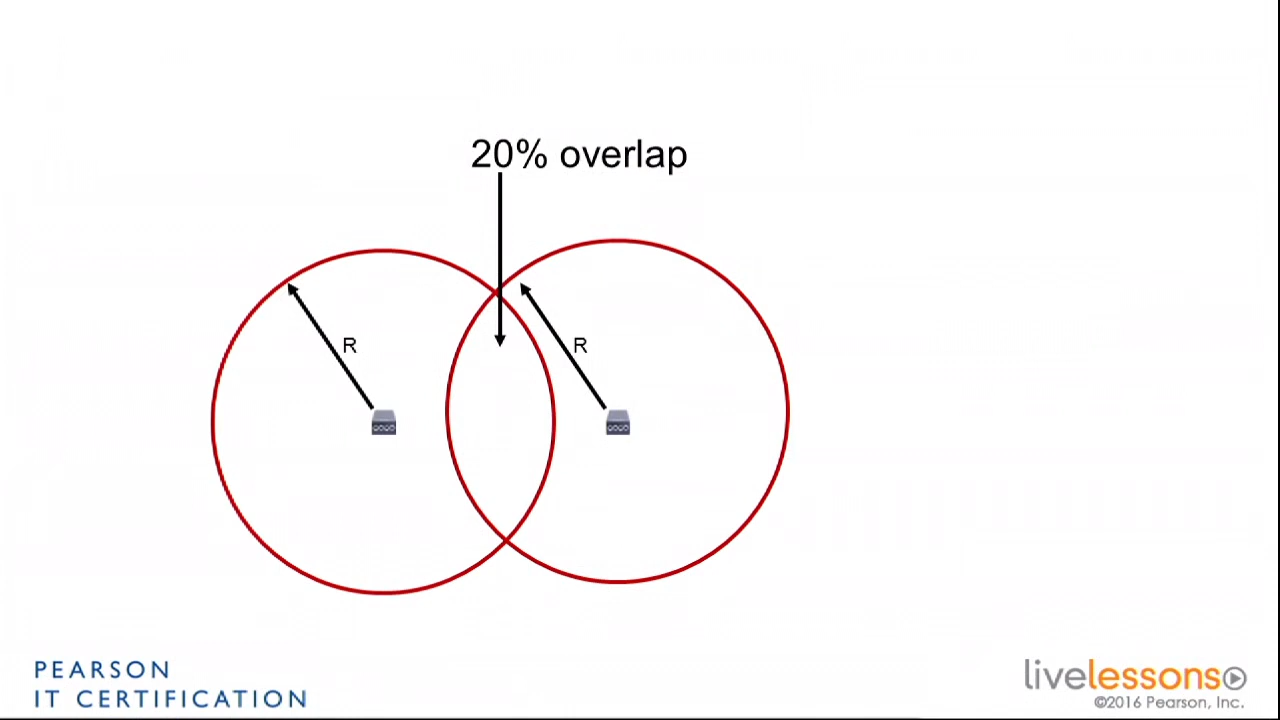 20% overlap
R
R
PEARSON
IT CERTIFICATION
livelessons
©2016 Pearson, Inc.